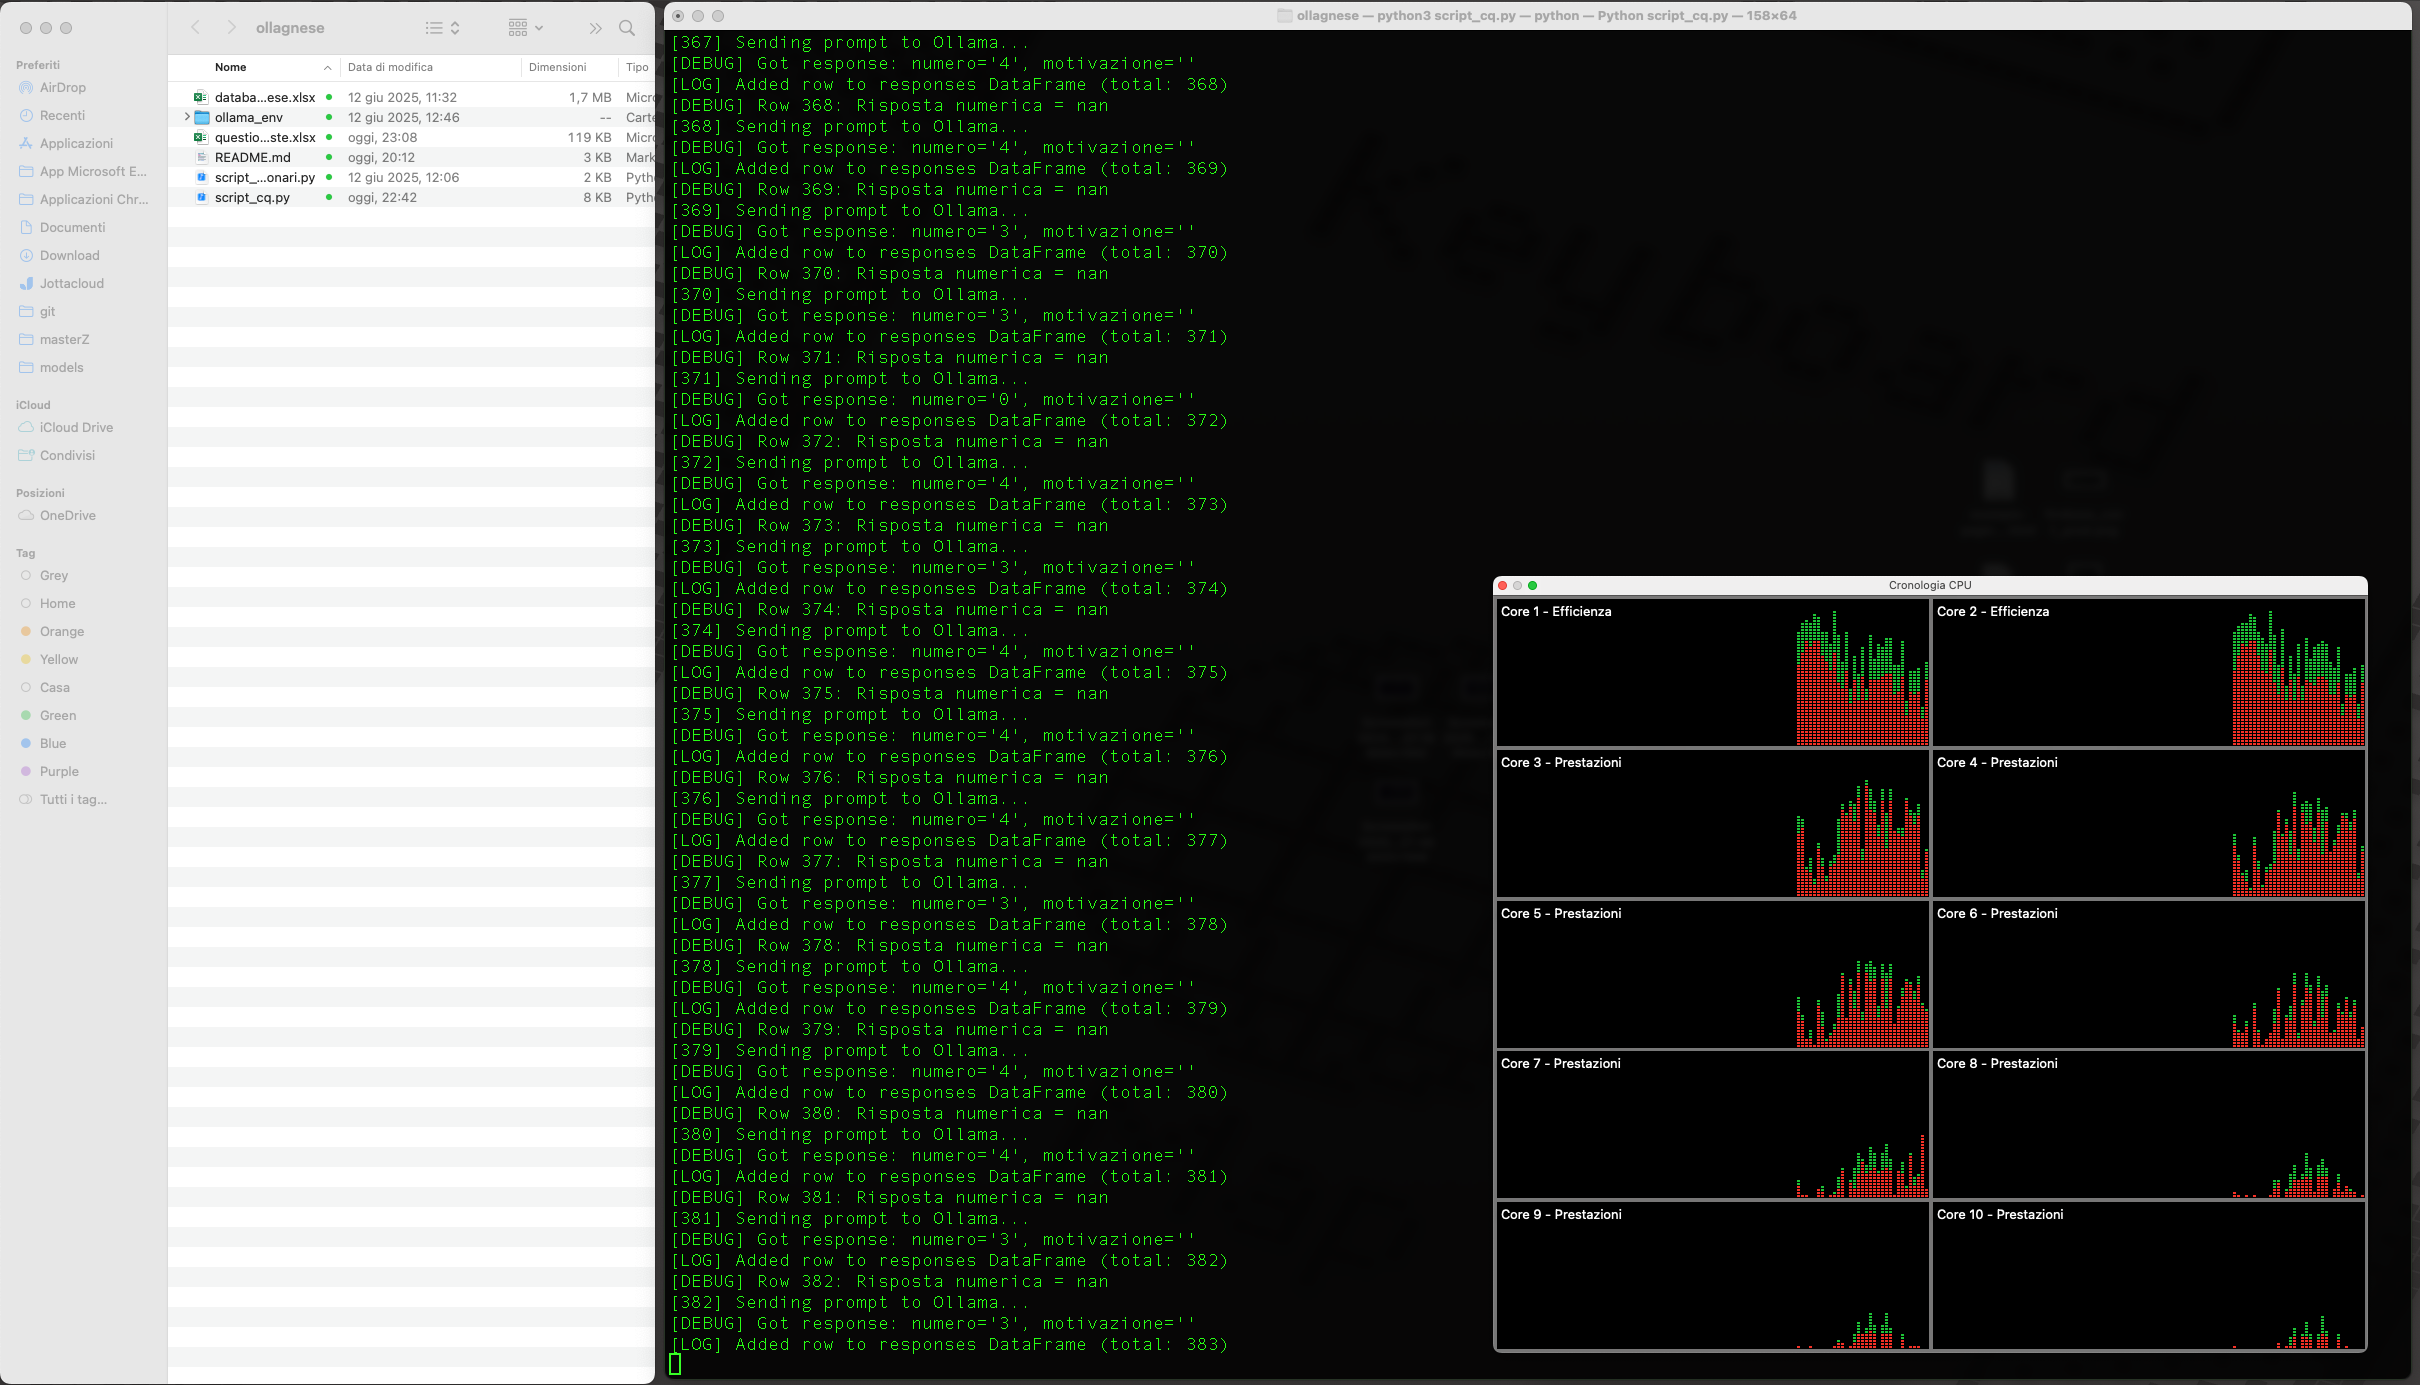 ollagnese
Preferiti
AirDrop
Recenti
Applicazioni
App Microsoft E...
Applicazioni Chr...
Documenti
Download
Jottacloud
git
masterZ
models
iCloud
iCloud Drive
Condivisi
Posizioni
OneDrive
Tag
Grey
Home
Orange
Yellow
Casa
Green
Blue
Purple
Tutti i tag...
Nome Data di modifica Dimensioni Tipo
databa...ese.xlsx 12 giu 2025, 11:32 1,7 MB Micro
ollama_env 12 giu 2025, 12:46 -- Carte
questio...ste.xlsx oggi, 23:08 119 KB Micro
README.md oggi, 20:12 3 KB Mark
script_...onari.py 12 giu 2025, 12:06 2 KB Pytho
script_cq.py oggi, 22:42 8 KB Pytho
ollagnese — python3 script_cq.py — python — Python script_cq.py — 158×64
[367] Sending prompt to Ollama...
[DEBUG] Got response: numero='4', motivazione=''
[LOG] Added row to responses DataFrame (total: 368)
[DEBUG] Row 368: Risposta numerica = nan
[368] Sending prompt to Ollama...
[DEBUG] Got response: numero='4', motivazione=''
[LOG] Added row to responses DataFrame (total: 369)
[DEBUG] Row 369: Risposta numerica = nan
[369] Sending prompt to Ollama...
[DEBUG] Got response: numero='3', motivazione=''
[LOG] Added row to responses DataFrame (total: 370)
[DEBUG] Row 370: Risposta numerica = nan
[370] Sending prompt to Ollama...
[DEBUG] Got response: numero='3', motivazione=''
[LOG] Added row to responses DataFrame (total: 371)
[DEBUG] Row 371: Risposta numerica = nan
[371] Sending prompt to Ollama...
[DEBUG] Got response: numero='0', motivazione=''
[LOG] Added row to responses DataFrame (total: 372)
[DEBUG] Row 372: Risposta numerica = nan
[372] Sending prompt to Ollama...
[DEBUG] Got response: numero='4', motivazione=''
[LOG] Added row to responses DataFrame (total: 373)
[DEBUG] Row 373: Risposta numerica = nan
[373] Sending prompt to Ollama...
[DEBUG] Got response: numero='3', motivazione=''
[LOG] Added row to responses DataFrame (total: 374)
[DEBUG] Row 374: Risposta numerica = nan
[374] Sending prompt to Ollama...
[DEBUG] Got response: numero='4', motivazione=''
[LOG] Added row to responses DataFrame (total: 375)
[DEBUG] Row 375: Risposta numerica = nan
[375] Sending prompt to Ollama...
[DEBUG] Got response: numero='4', motivazione=''
[LOG] Added row to responses DataFrame (total: 376)
[DEBUG] Row 376: Risposta numerica = nan
[376] Sending prompt to Ollama...
[DEBUG] Got response: numero='4', motivazione=''
[LOG] Added row to responses DataFrame (total: 377)
[DEBUG] Row 377: Risposta numerica = nan
[377] Sending prompt to Ollama...
[DEBUG] Got response: numero='3', motivazione=''
[LOG] Added row to responses DataFrame (total: 378)
[DEBUG] Row 378: Risposta numerica = nan
[378] Sending prompt to Ollama...
[DEBUG] Got response: numero='4', motivazione=''
[LOG] Added row to responses DataFrame (total: 379)
[DEBUG] Row 379: Risposta numerica = nan
[379] Sending prompt to Ollama...
[DEBUG] Got response: numero='4', motivazione=''
[LOG] Added row to responses DataFrame (total: 380)
[DEBUG] Row 380: Risposta numerica = nan
[380] Sending prompt to Ollama...
[DEBUG] Got response: numero='4', motivazione=''
[LOG] Added row to responses DataFrame (total: 381)
[DEBUG] Row 381: Risposta numerica = nan
[381] Sending prompt to Ollama...
[DEBUG] Got response: numero='3', motivazione=''
[LOG] Added row to responses DataFrame (total: 382)
[DEBUG] Row 382: Risposta numerica = nan
[382] Sending prompt to Ollama...
[DEBUG] Got response: numero='3', motivazione=''
[LOG] Added row to responses DataFrame (total: 383)
Cronologia CPU
Core 1 - Efficienza
Core 2 - Efficienza
Core 3 - Prestazioni
Core 4 - Prestazioni
Core 5 - Prestazioni
Core 6 - Prestazioni
Core 7 - Prestazioni
Core 8 - Prestazioni
Core 9 - Prestazioni
Core 10 - Prestazioni